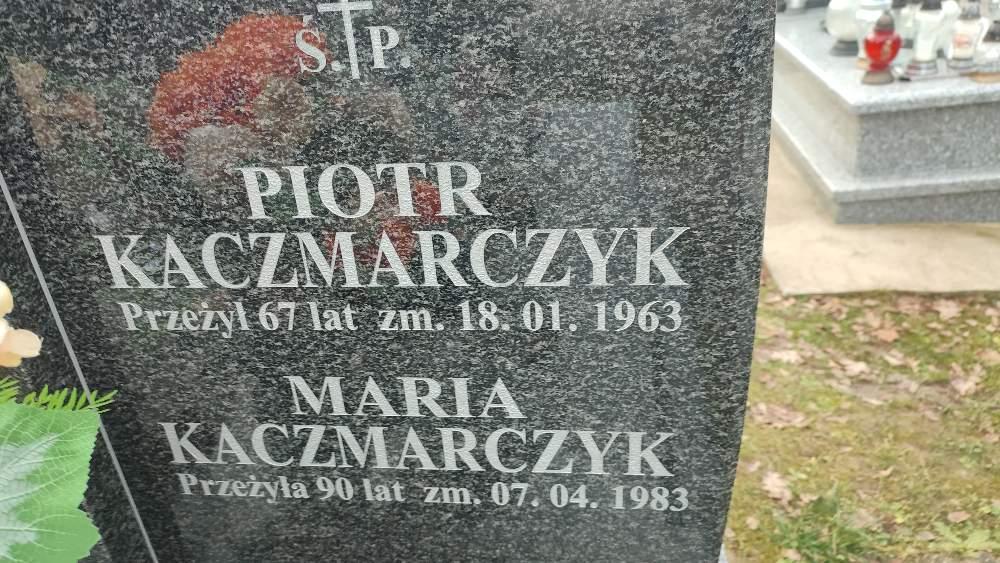 Ś.P.
PIOTR
KACZMARCZYK
Przeżył 67 lat zm. 18. 01. 1963
MARIA
KACZMARCZYK
Przeżyła 90 lat zm. 07. 04. 1983